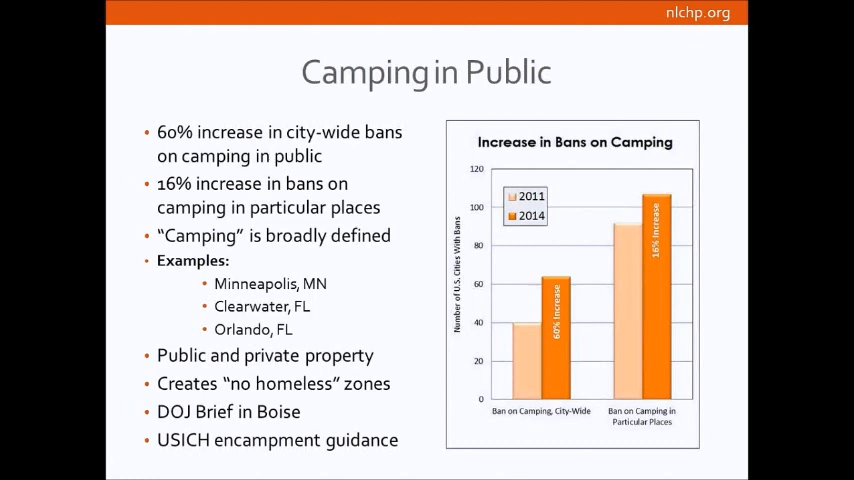 nlchp.org
Camping in Public
• 60% increase in city-wide bans
on camping in public
• 16% increase in bans on
camping in particular places
• “Camping” is broadly defined
• Examples:
• Minneapolis, MN
• Clearwater, FL
• Orlando, FL
• Public and private property
• Creates “no homeless” zones
• DOJ Brief in Boise
• USICH encampment guidance
Increase in Bans on Camping
Number of U.S. Cities With Bans
120
100
80
60
40
20
0
2011
2014
60% Increase
16% Increase
Ban on Camping, City-Wide
Ban on Camping in
Particular Places